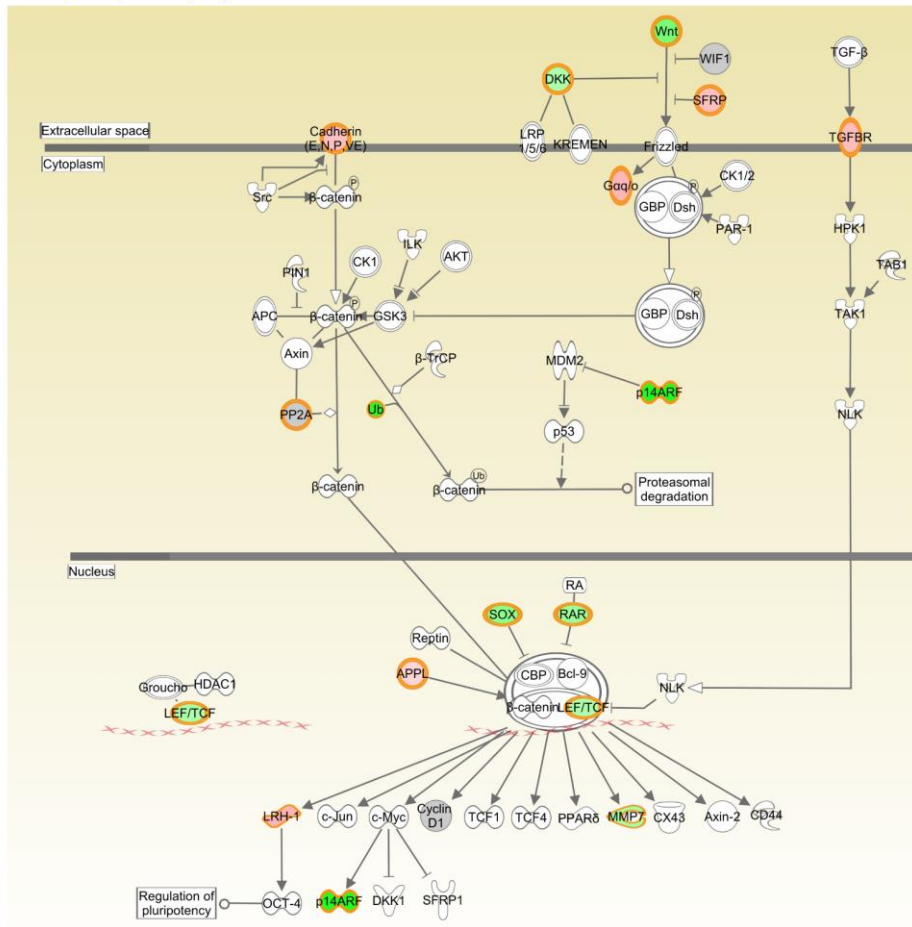 Wnt
WIF1
TGF-β
DKK
SFRP
Extracellular space
Cadherin
(E,N,P,VE)
LRP
1/5/6
KREMEN
Frizzled
TGFBR
Cytoplasm
Src
β-catenin
P
Gαq/o
GBP
Dsh
P
CK1/2
PAR-1
HPK1
ILK
CK1
AKT
PIN1
TAB1
APC
β-catenin
P
GSK3
GBP
Dsh
P
TAK1
Axin
β-TrCP
MDM2
p14ARF
PP2A
Ub
p53
NLK
β-catenin
β-catenin
Ub
Proteasomal
degradation
Nucleus
RA
SOX
RAR
Reptin
APPL
CBP
Bcl-9
Groucho
HDAC1
NLK
LEF/TCF
β-catenin
LEF/TCF
LRH-1
c-Jun
c-Myc
Cyclin
D1
TCF1
TCF4
PPARδ
MMP7
CX43
Axin-2
CD44
Regulation of
pluripotency
OCT-4
p14ARF
DKK1
SFRP1